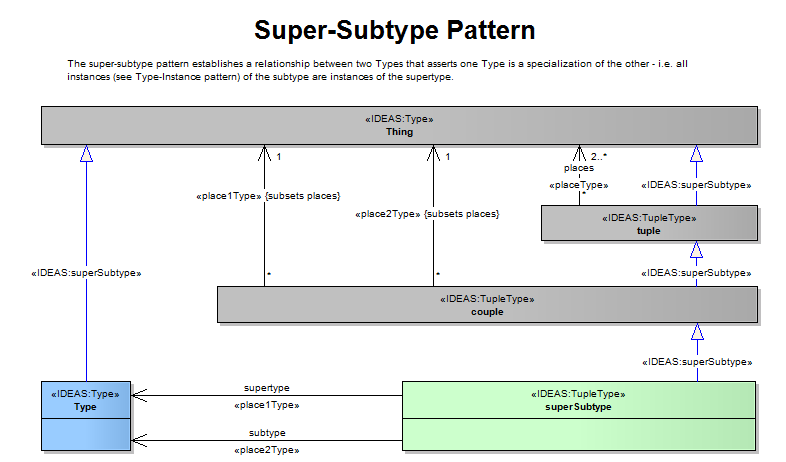 Super-Subtype Pattern
The super-subtype pattern establishes a relationship between two Types that asserts one Type is a specialization of the other - i.e. all
instances (see Type-Instance pattern) of the subtype are instances of the supertype.
«IDEAS:Type»
Thing
1
1
2..*
places
«placeType»
*
«IDEAS:superSubtype»
«place1Type» {subsets places}
«place2Type» {subsets places}
«IDEAS:TupleType»
tuple
«IDEAS:superSubtype»
*
*
«IDEAS:superSubtype»
«IDEAS:TupleType»
couple
«IDEAS:superSubtype»
«IDEAS:Type»
Type
supertype
«place1Type»
subtype
«place2Type»
«IDEAS:TupleType»
superSubtype